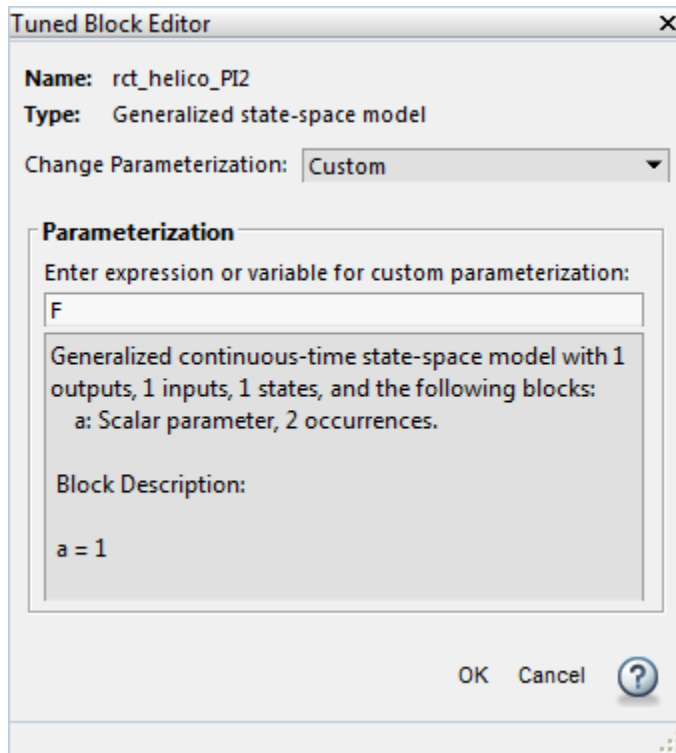 Tuned Block Editor
Name: rct_helico_PI2
Type: Generalized state-space model
Change Parameterization: Custom
Parameterization
Enter expression or variable for custom parameterization:
F
Generalized continuous-time state-space model with 1
outputs, 1 inputs, 1 states, and the following blocks:
a: Scalar parameter, 2 occurrences.
Block Description:
a = 1
OK Cancel ?